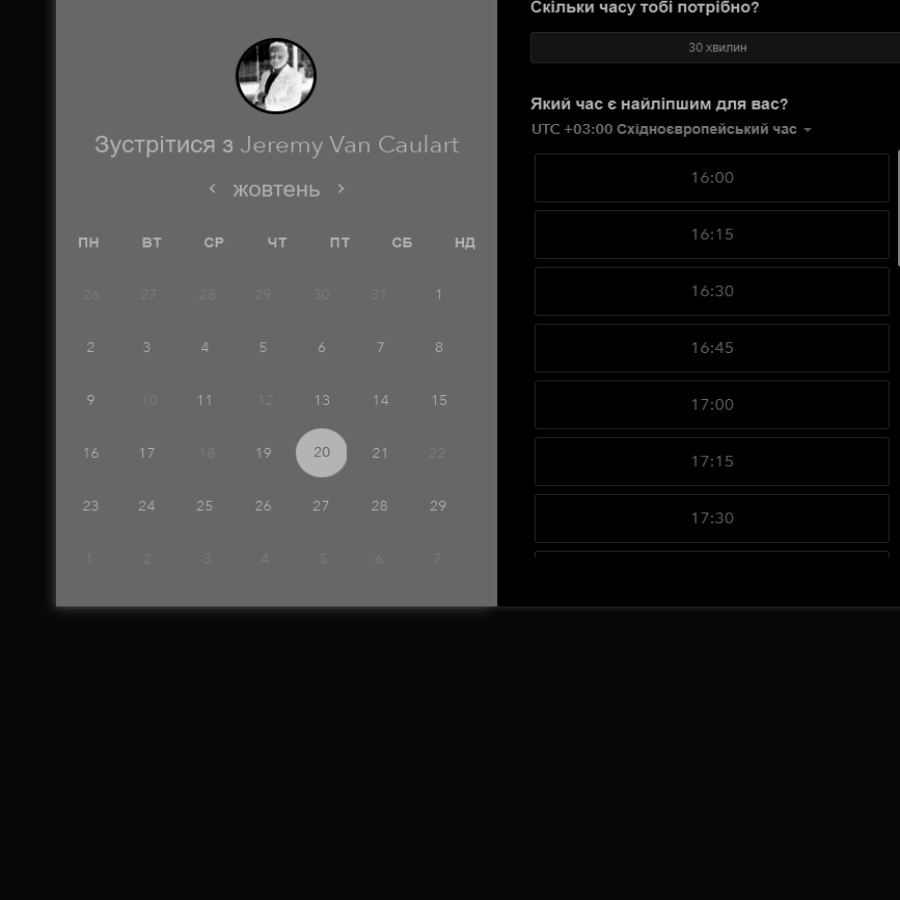 Зустрітися з Jeremy Van Caulart
жовтень
ПН ВТ СР ЧТ ПТ СБ НД
26 27 28 29 30 31 1
2 3 4 5 6 7 8
9 10 11 12 13 14 15
16 17 18 19 20 21 22
23 24 25 26 27 28 29
1 2 3 4 5 6 7
Скільки часу тобі потрібно?
30 хвилин
Який час є найліпшим для вас?
UTC +03:00 Східноєвропейський час
16:00
16:15
16:30
16:45
17:00
17:15
17:30